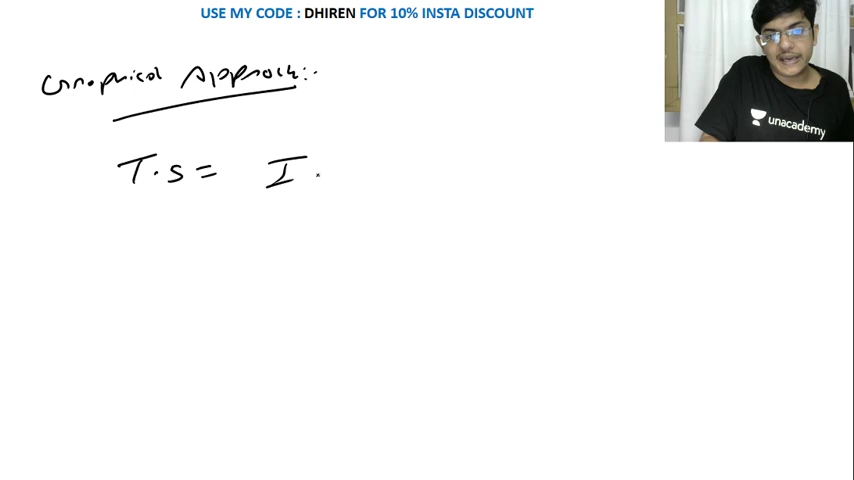 USE MY CODE : DHIREN FOR 10% INSTA DISCOUNT
Graphical Approach:-
unacademy
T.S = I